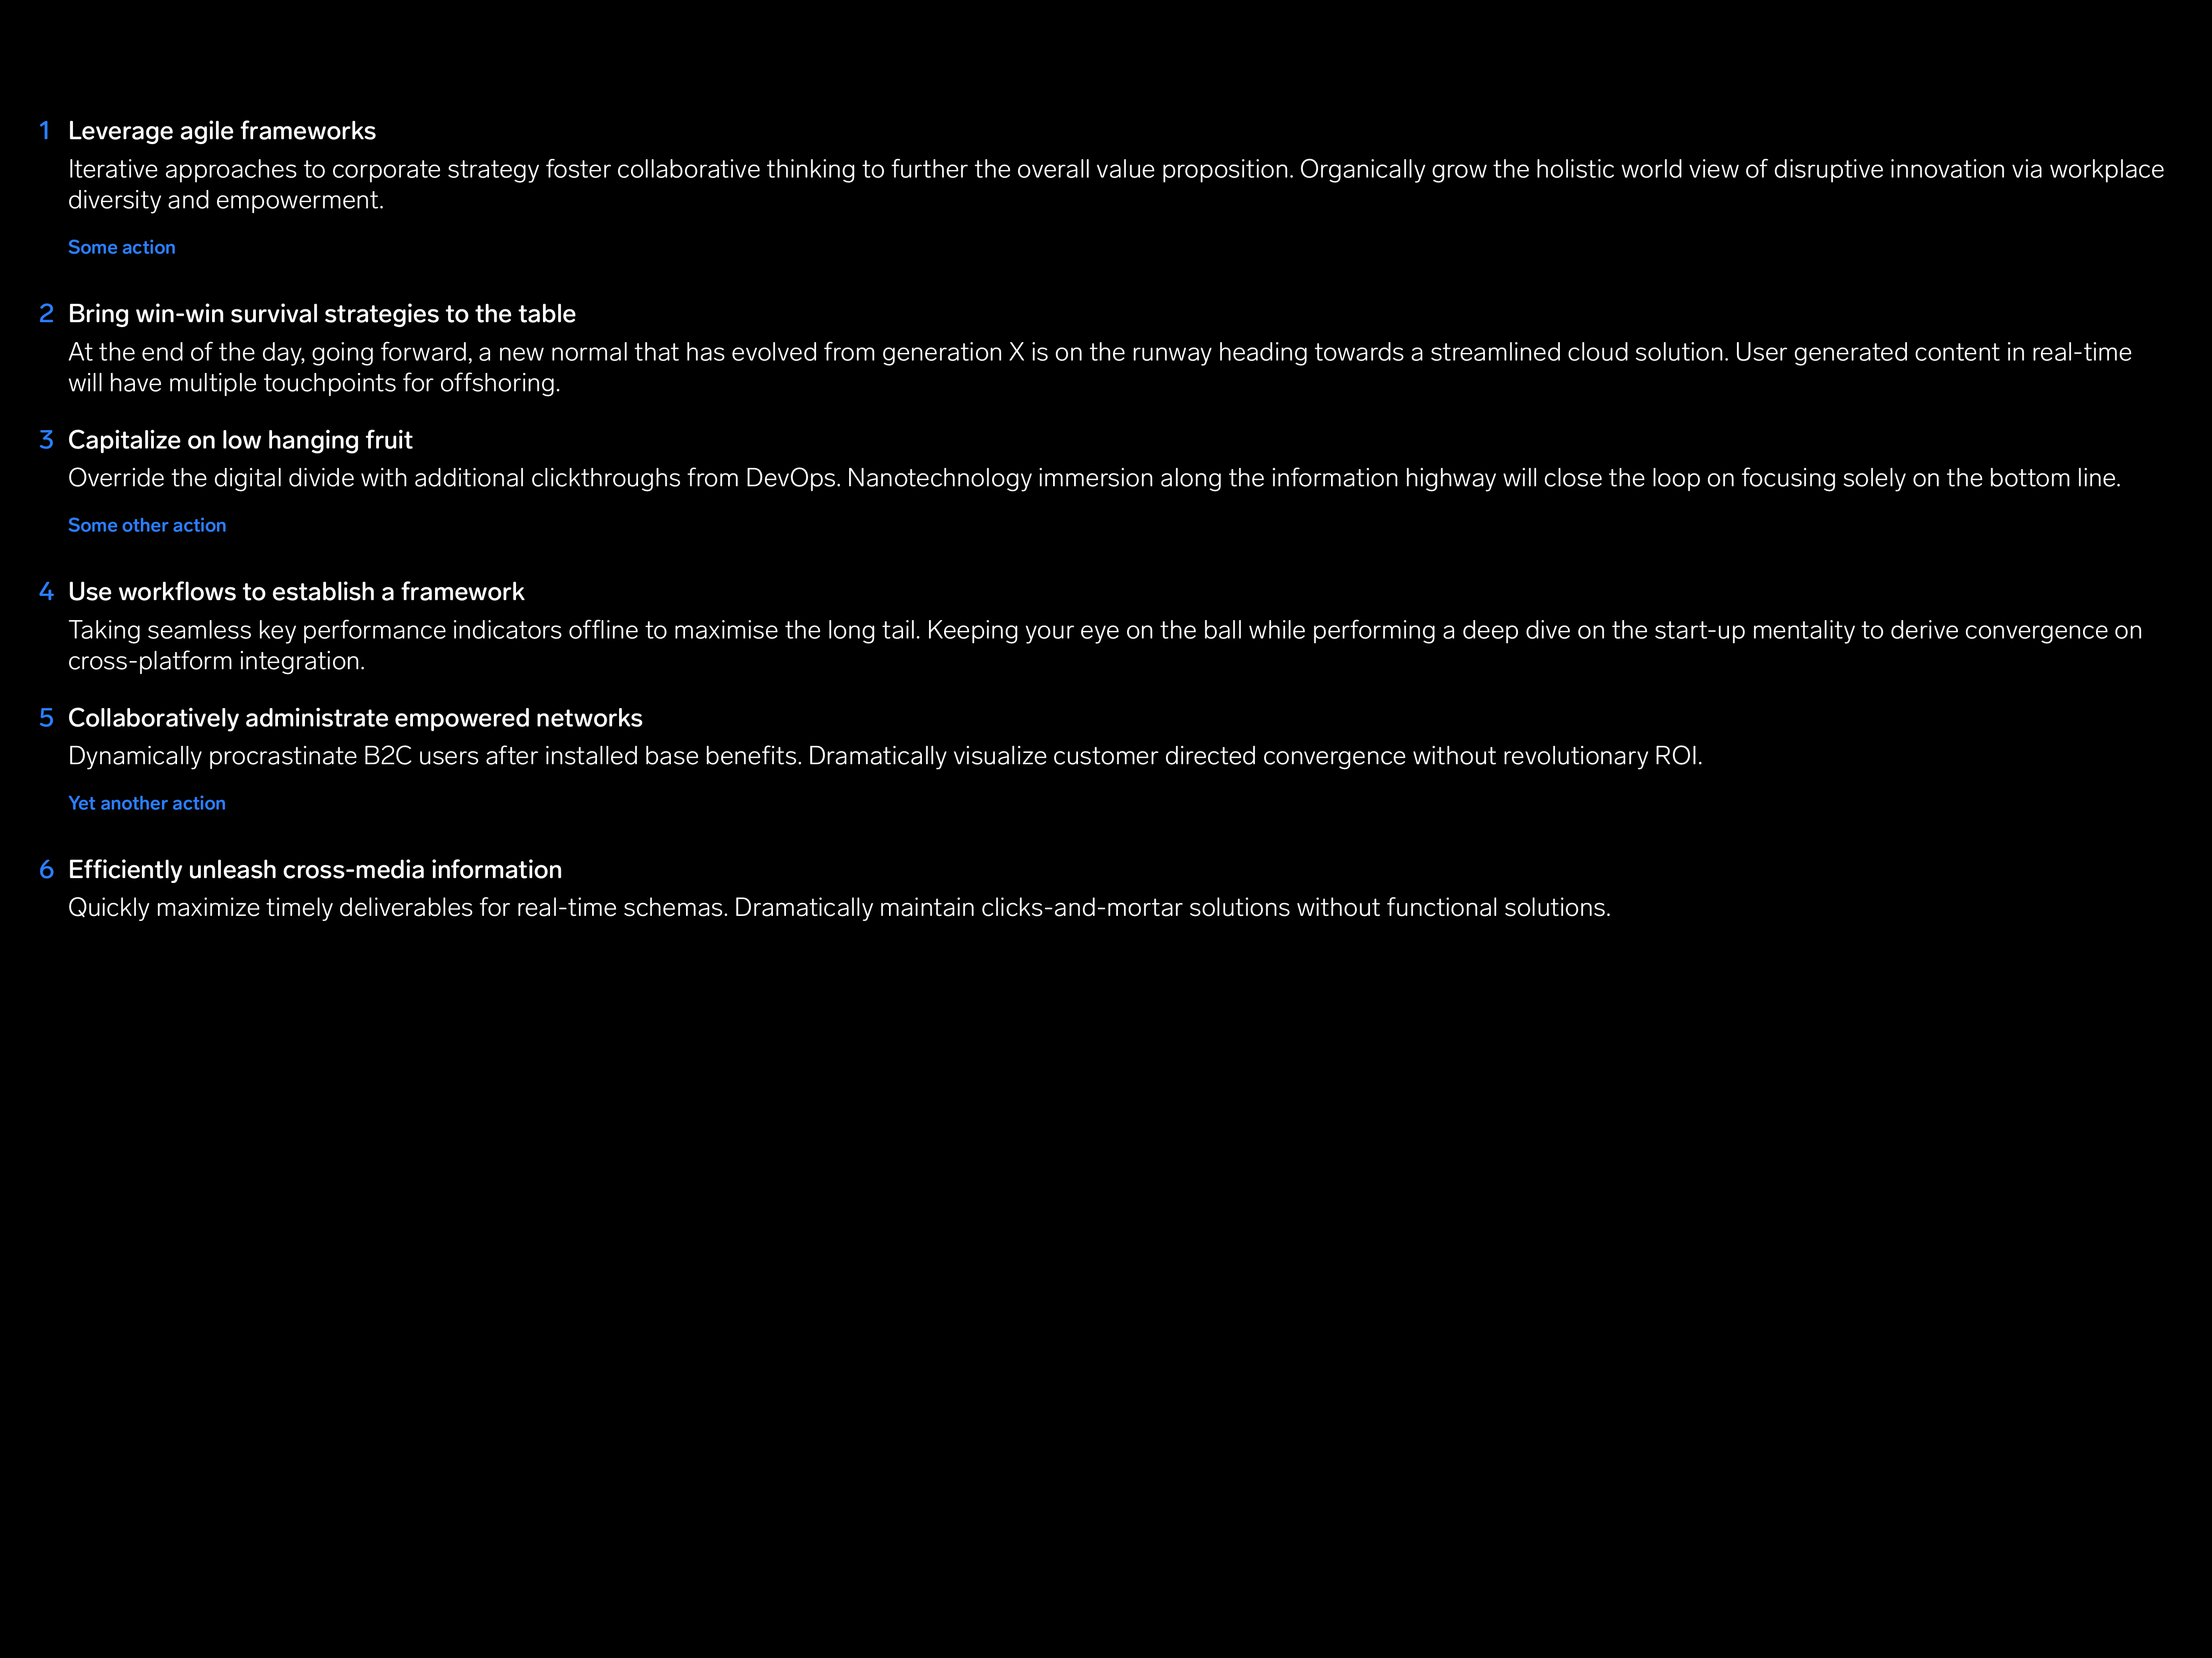 1 Leverage agile frameworks
Iterative approaches to corporate strategy foster collaborative thinking to further the overall value proposition. Organically grow the holistic world view of disruptive innovation via workplace
diversity and empowerment.
Some action
2 Bring win-win survival strategies to the table
At the end of the day, going forward, a new normal that has evolved from generation X is on the runway heading towards a streamlined cloud solution. User generated content in real-time
will have multiple touchpoints for offshoring.
3 Capitalize on low hanging fruit
Override the digital divide with additional clickthroughs from DevOps. Nanotechnology immersion along the information highway will close the loop on focusing solely on the bottom line.
Some other action
4 Use workflows to establish a framework
Taking seamless key performance indicators offline to maximise the long tail. Keeping your eye on the ball while performing a deep dive on the start-up mentality to derive convergence on
cross-platform integration.
5 Collaboratively administrate empowered networks
Dynamically procrastinate B2C users after installed base benefits. Dramatically visualize customer directed convergence without revolutionary ROI.
Yet another action
6 Efficiently unleash cross-media information
Quickly maximize timely deliverables for real-time schemas. Dramatically maintain clicks-and-mortar solutions without functional solutions.